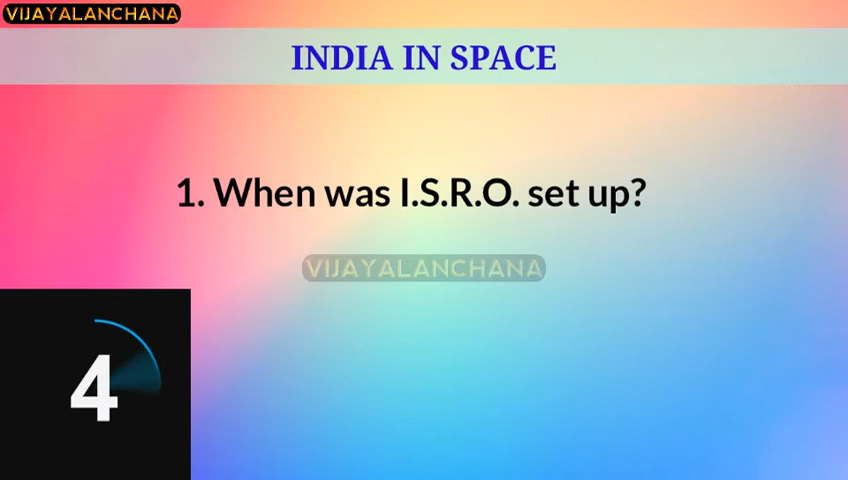 VIJAYALANCHANA
INDIA IN SPACE
1. When was I.S.R.O. set up?
VIJAYALANCHANA
4